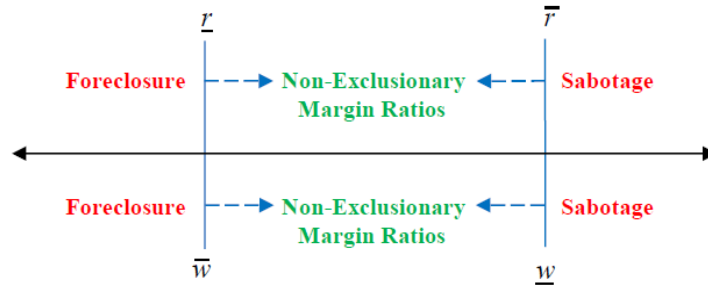 r̲ r̅
Foreclosure Non-Exclusionary Sabotage
Margin Ratios
Foreclosure Non-Exclusionary Sabotage
Margin Ratios
w̅ w̲